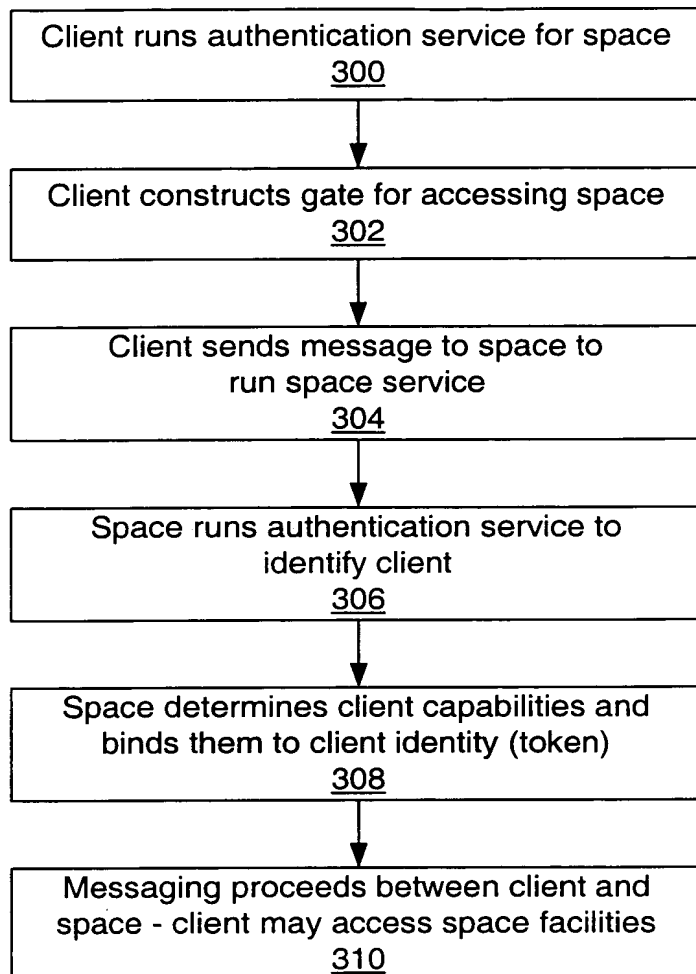 Client runs authentication service for space
300
Client constructs gate for accessing space
302
Client sends message to space to
run space service
304
Space runs authentication service to
identify client
306
Space determines client capabilities and
binds them to client identity (token)
308
Messaging proceeds between client and
space - client may access space facilities
310